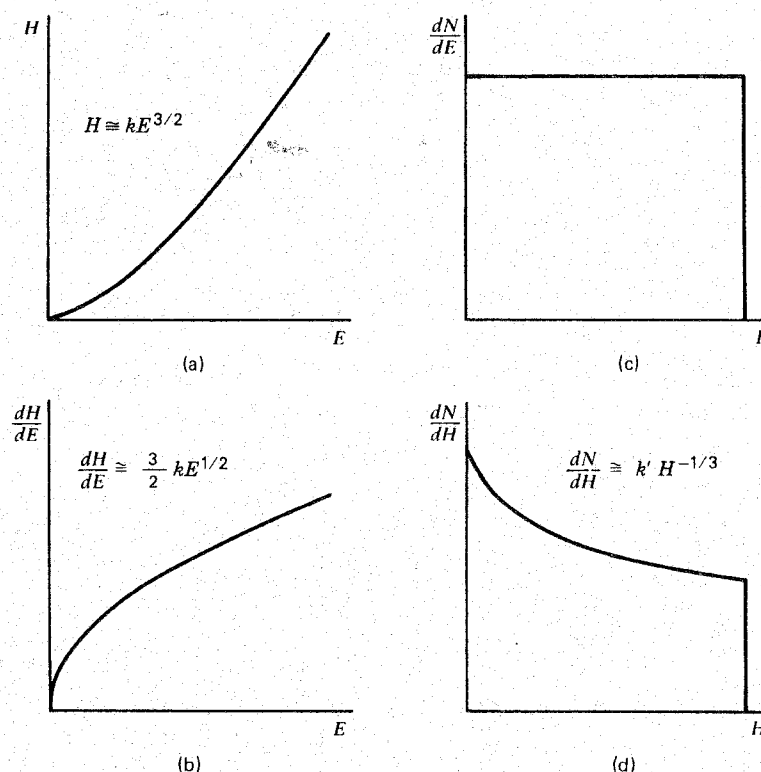 H
H ≅ kE^{3/2}
E
(a)
dN/dE
(c)
dH/dE
dH/dE ≅ 3/2 kE^{1/2}
E
(b)
dN/dH
dN/dH ≅ k′ H^{-1/3}
H
(d)